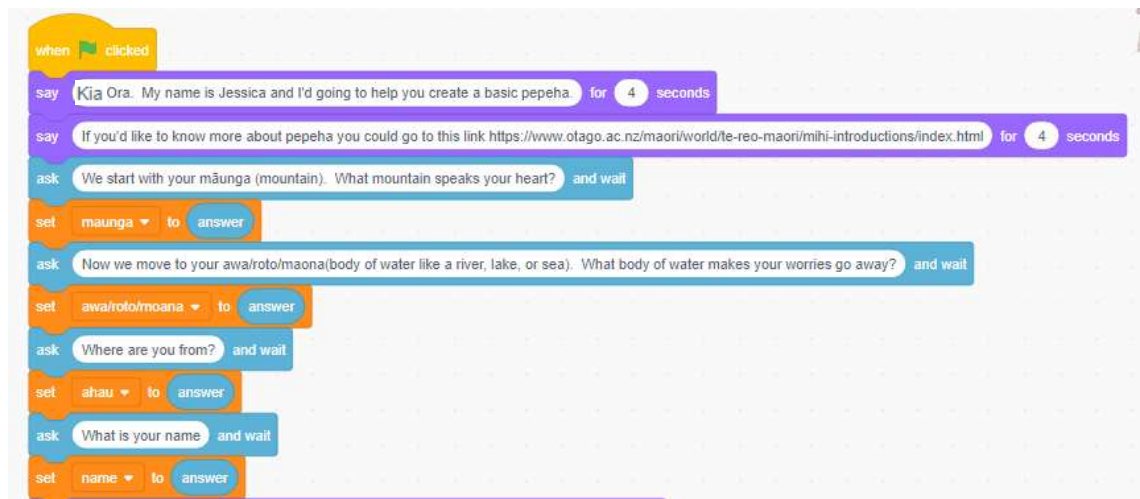 when clicked
say Kia Ora. My name is Jessica and I'd going to help you create a basic pepeha. for 4 seconds
say If you'd like to know more about pepeha you could go to this link https://www.otago.ac.nz/maori/world/te-reo-maori/mihi-introductions/index.html for 4 seconds
ask We start with your māunga (mountain). What mountain speaks your heart? and wait
set maunga to answer
ask Now we move to your awa/roto/maona(body of water like a river, lake, or sea). What body of water makes your worries go away? and wait
set awa/roto/moana to answer
ask Where are you from? and wait
set ahau to answer
ask What is your name and wait
set name to answer